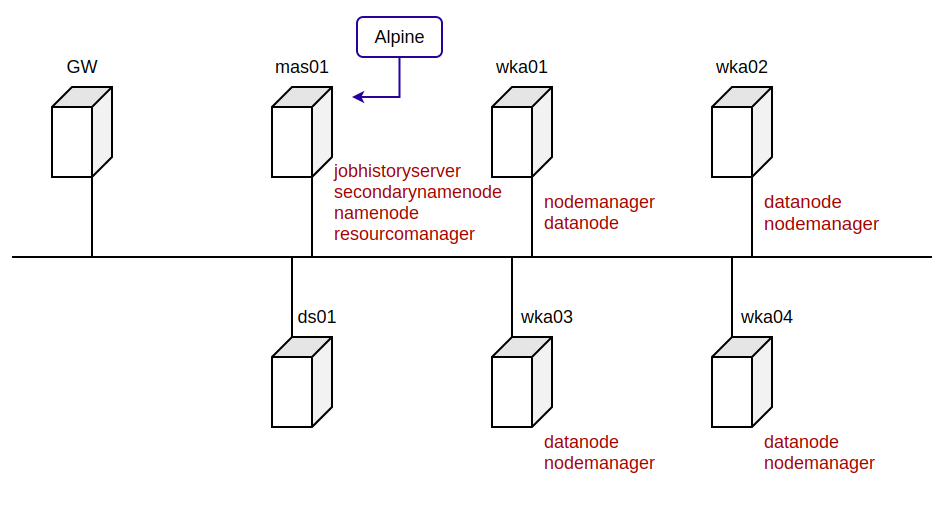 Alpine
GW
mas01
wka01
wka02
jobhistoryserver
secondarynamenode
namenode
resourcomanager
nodemanager
datanode
datanode
nodemanager
ds01
wka03
wka04
datanode
nodemanager
datanode
nodemanager